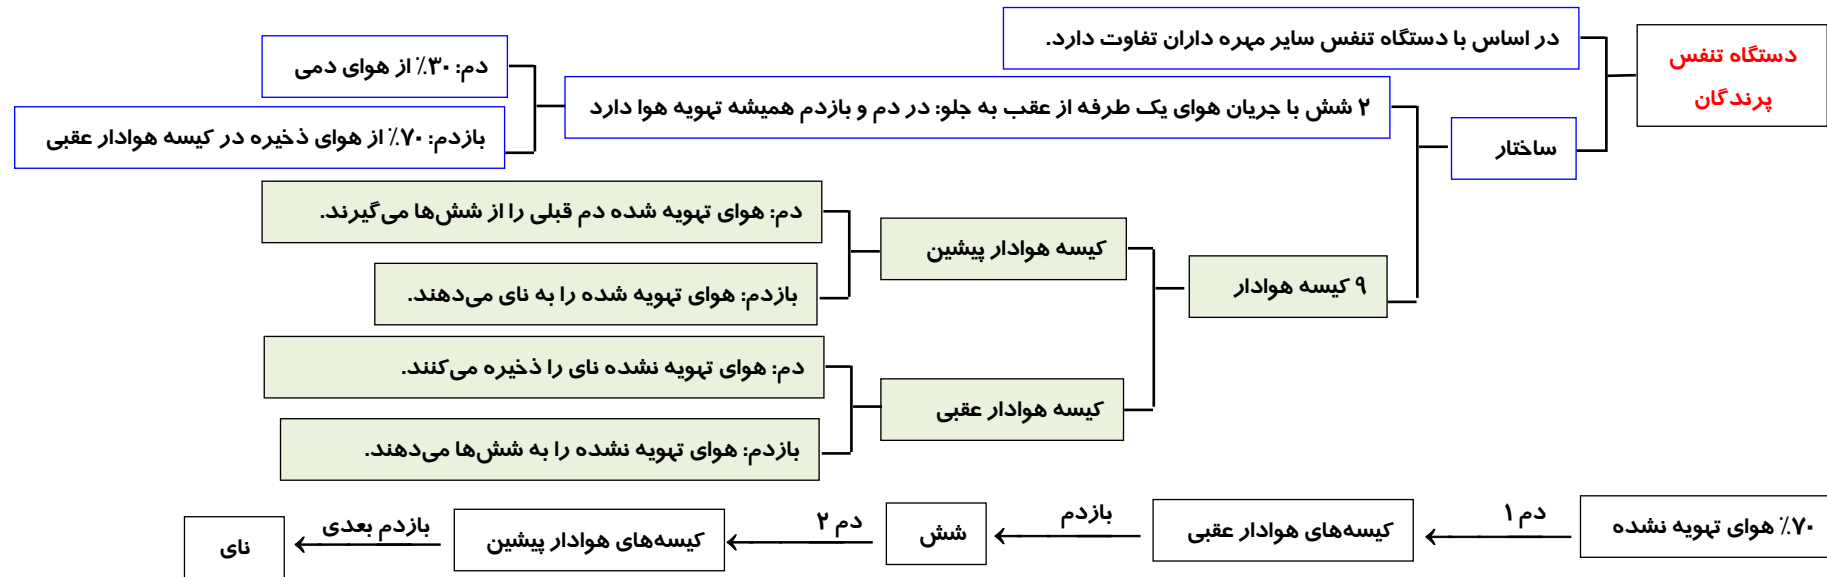 دستگاه تنفس
پرندگان
در اساس با دستگاه تنفس سایر مهره داران تفاوت دارد.
ساختار
۲ شش با جریان هوای یک طرفه از عقب به جلو: در دم و بازدم همیشه تهویه هوا دارد
دم: ۳۰٪ از هوای دمی
بازدم: ۷۰٪ از هوای ذخیره در کیسه هوادار عقبی
۹ کیسه هوادار
کیسه هوادار پیشین
دم: هوای تهویه شده دم قبلی را از شش‌ها می‌گیرند.
بازدم: هوای تهویه شده را به نای می‌دهند.
کیسه هوادار عقبی
دم: هوای تهویه نشده نای را ذخیره می‌کنند.
بازدم: هوای تهویه نشده را به شش‌ها می‌دهند.
۷۰٪ هوای تهویه نشده
دم ۱
کیسه‌های هوادار عقبی
بازدم
شش
دم ۲
کیسه‌های هوادار پیشین
بازدم بعدی
نای